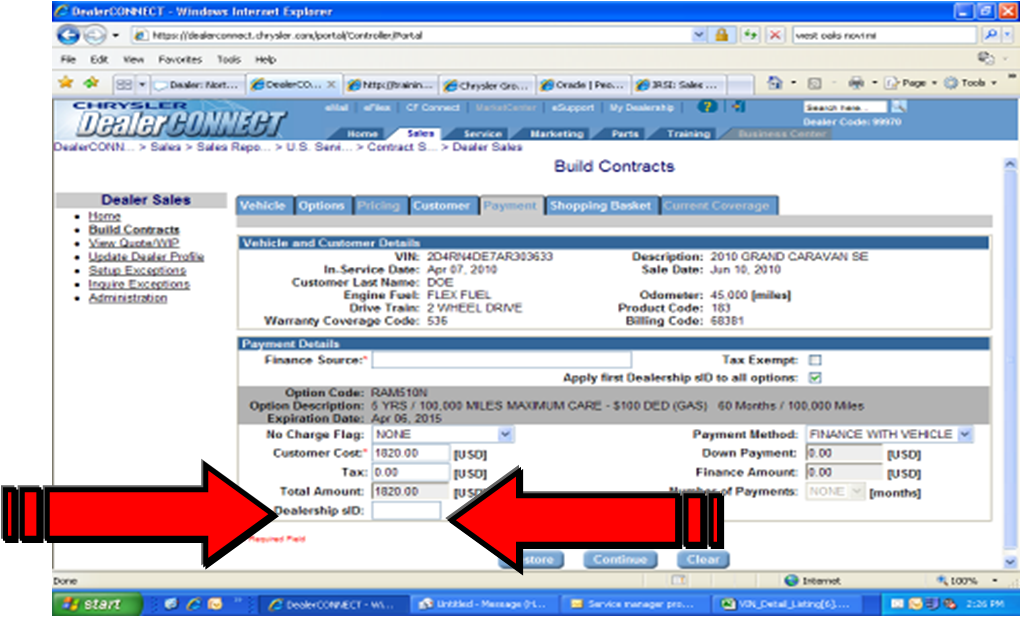 DealerCONNECT - Windows Internet Explorer
https://dealerconnect.chrysler.com/portal/Controller/Portal
west oaks novi mi
File Edit View Favorites Tools Help
Dealer: Nort... DealerCO... http://train... Chrysler Gro... Oracle | Peo... JRSI: Sales ... Page Tools
CHRYSLER
DealerCONNECT
eMail eFiles CF Connect MarketCenter eSupport My Dealership ? Search here...
Dealer Code: 99970
Home Sales Service Marketing Parts Training Business Center
DealerCONN... > Sales > Sales Repo... > U.S. Servi... > Contract S... > Dealer Sales
Build Contracts
Dealer Sales
Home
Build Contracts
View Quote/WIP
Update Dealer Profile
Setup Exceptions
Inquire Exceptions
Administration
Vehicle Options Pricing Customer Payment Shopping Basket Current Coverage
Vehicle and Customer Details
VIN: 2D4RN4DE7AR303633 Description: 2010 GRAND CARAVAN SE
In-Service Date: Apr 07, 2010 Sale Date: Jun 10, 2010
Customer Last Name: DOE
Engine Fuel: FLEX FUEL Odometer: 45,000 [miles]
Drive Train: 2 WHEEL DRIVE Product Code: 183
Warranty Coverage Code: 536 Billing Code: 68381
Payment Details
Finance Source:* Tax Exempt:
Apply first Dealership sID to all options:
Option Code: RAM510N
Option Description: 5 YRS / 100,000 MILES MAXIMUM CARE - $100 DED (GAS) 60 Months / 100,000 Miles
Expiration Date: Apr 06, 2015
No Charge Flag: NONE Payment Method: FINANCE WITH VEHICLE
Customer Cost:* 1820.00 [USD] Down Payment: 0.00 [USD]
Tax: 0.00 [USD] Finance Amount: 0.00 [USD]
Total Amount: 1820.00 [USD] Number of Payments: NONE [months]
Dealership sID:
Required Field
Continue Clear
Done Internet 100%
start DealerCONNECT - Wi... Untitled - Message (H... Service manager pro... VIN_Detail_Listing[6].... 2:26 PM